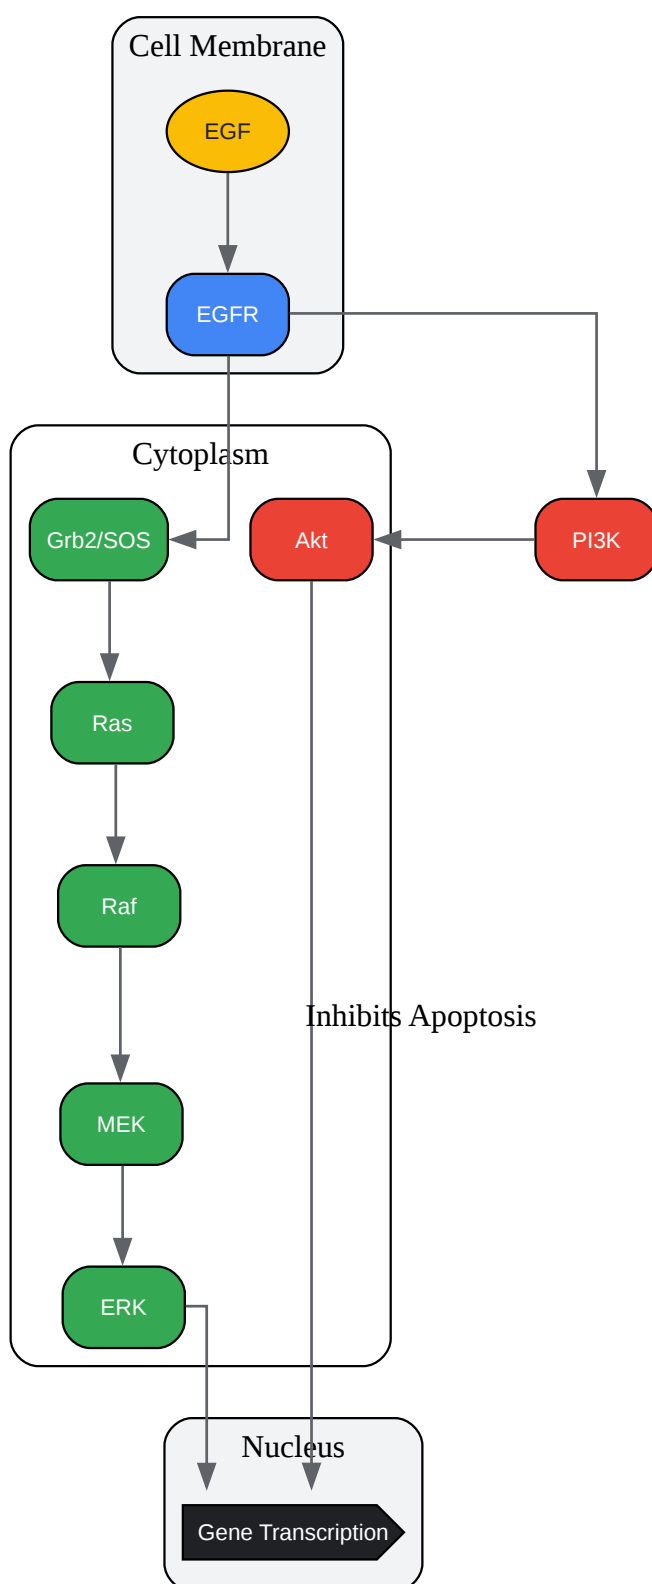 Cell Membrane
EGF
EGFR
Cytoplasm
Grb2/SOS
Akt
PI3K
Ras
Raf
Inhibits Apoptosis
MEK
ERK
Nucleus
Gene Transcription